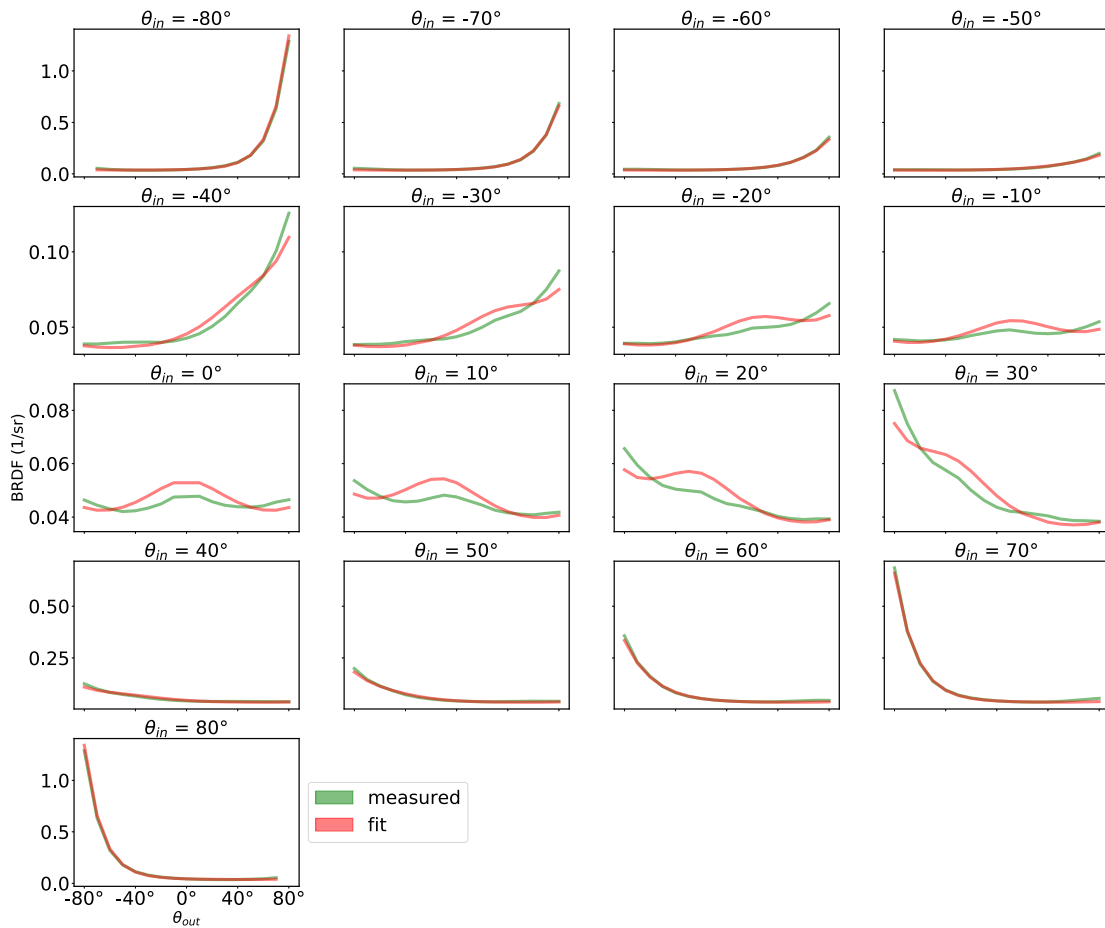 θin = -80°
θin = -70°
θin = -60°
θin = -50°
1.0
0.5
0.0
θin = -40°
θin = -30°
θin = -20°
θin = -10°
0.10
0.05
θin = 0°
θin = 10°
θin = 20°
θin = 30°
0.08
0.06
0.04
BRDF (1/sr)
θin = 40°
θin = 50°
θin = 60°
θin = 70°
0.50
0.25
θin = 80°
1.0
0.5
0.0
-80° -40° 0° 40° 80°
θout
measured
fit